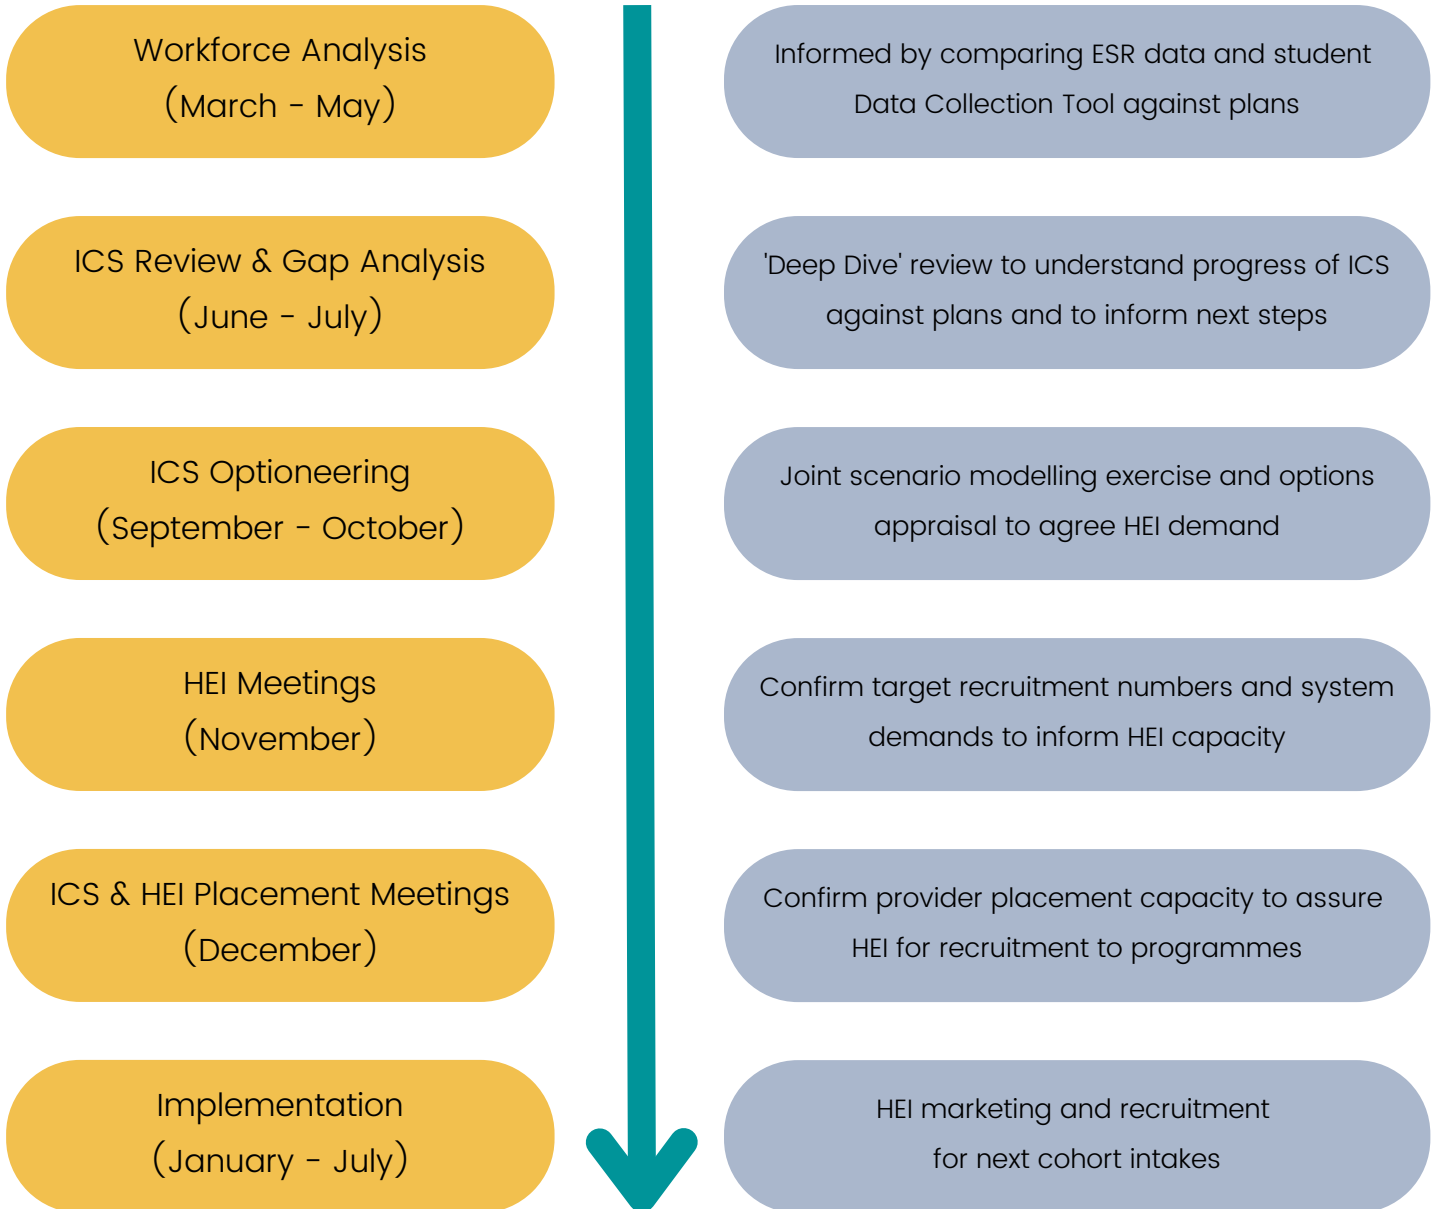 Workforce Analysis
(March - May)
Informed by comparing ESR data and student
Data Collection Tool against plans
ICS Review & Gap Analysis
(June - July)
'Deep Dive' review to understand progress of ICS
against plans and to inform next steps
ICS Optioneering
(September - October)
Joint scenario modelling exercise and options
appraisal to agree HEI demand
HEI Meetings
(November)
Confirm target recruitment numbers and system
demands to inform HEI capacity
ICS & HEI Placement Meetings
(December)
Confirm provider placement capacity to assure
HEI for recruitment to programmes
Implementation
(January - July)
HEI marketing and recruitment
for next cohort intakes